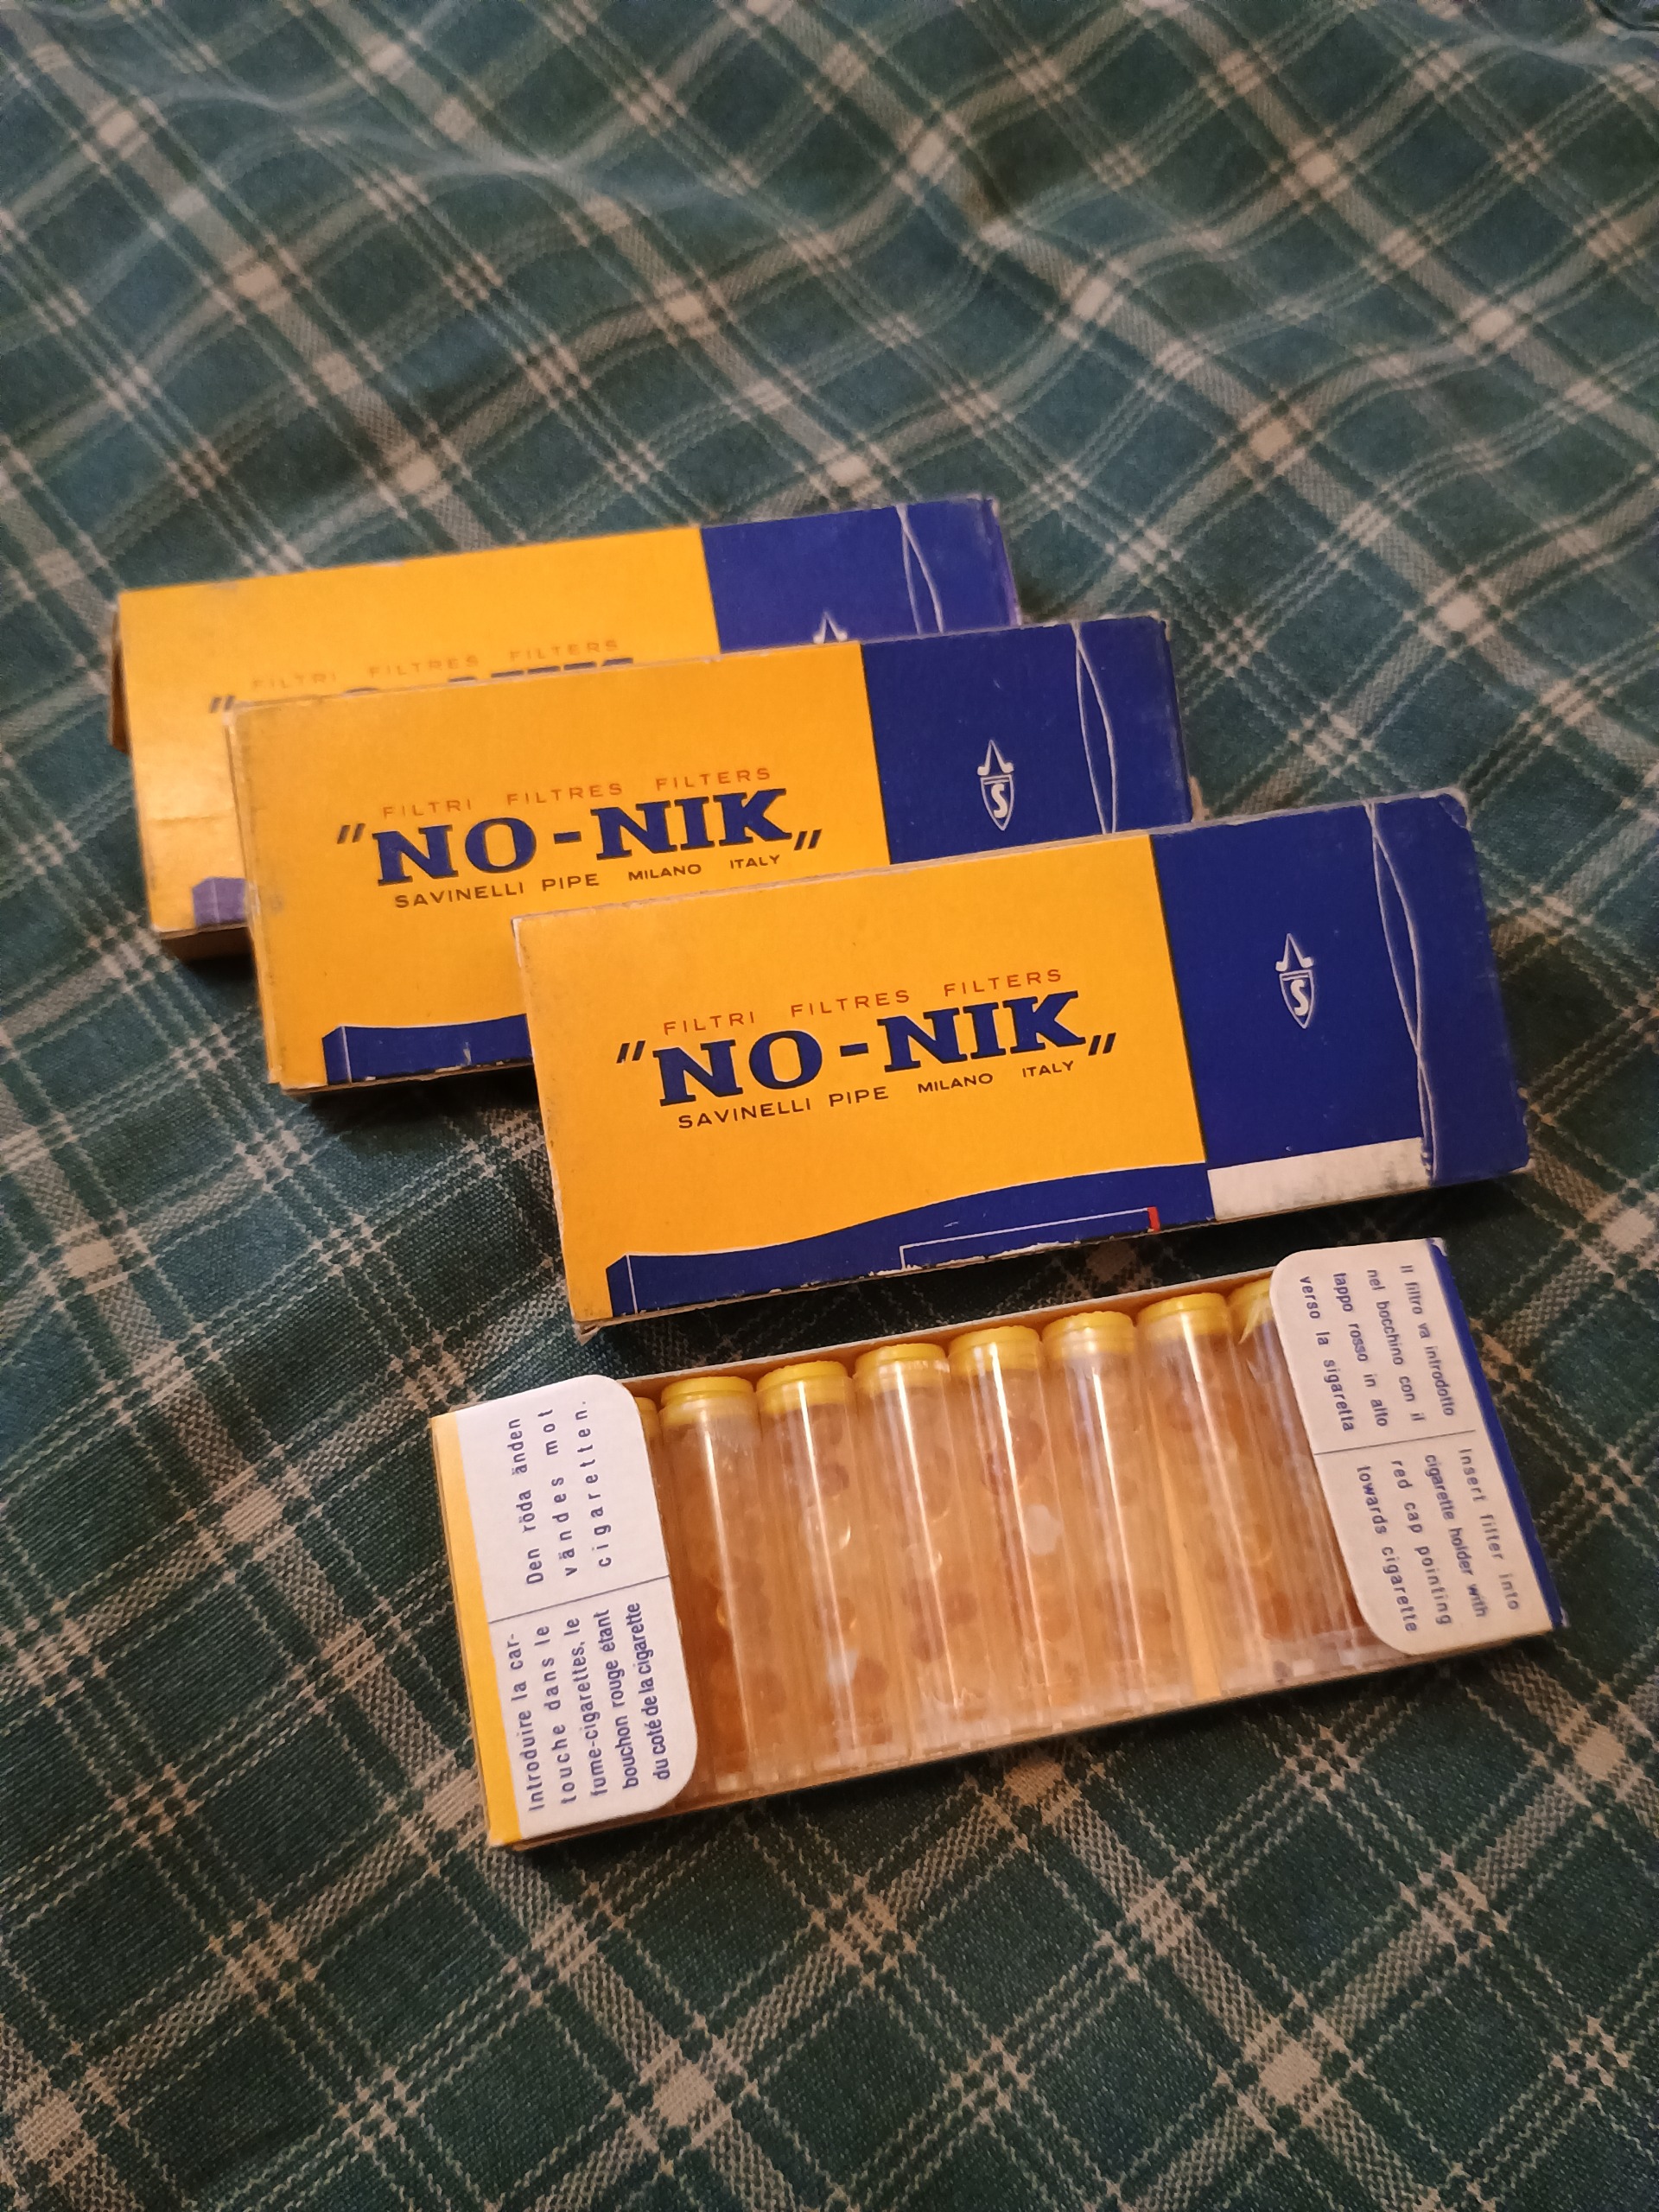 FILTRI FILTRES FILTERS
FILTRI FILTRES FILTERS
"NO-NIK„
SAVINELLI PIPE MILANO ITALY
S
FILTRI FILTRES FILTERS
"NO-NIK„
SAVINELLI PIPE MILANO ITALY
S
Den röda änden
vändes mot
cigaretten.
Introduire la car-
touche dans le
fume-cigarettes, le
bouchon rouge étant
du coté de la cigarette
Il filtro va introdotto
nel bocchino con il
tappo rosso in alto
verso la sigaretta
Insert filter into
cigarette holder with
red cap pointing
towards cigarette